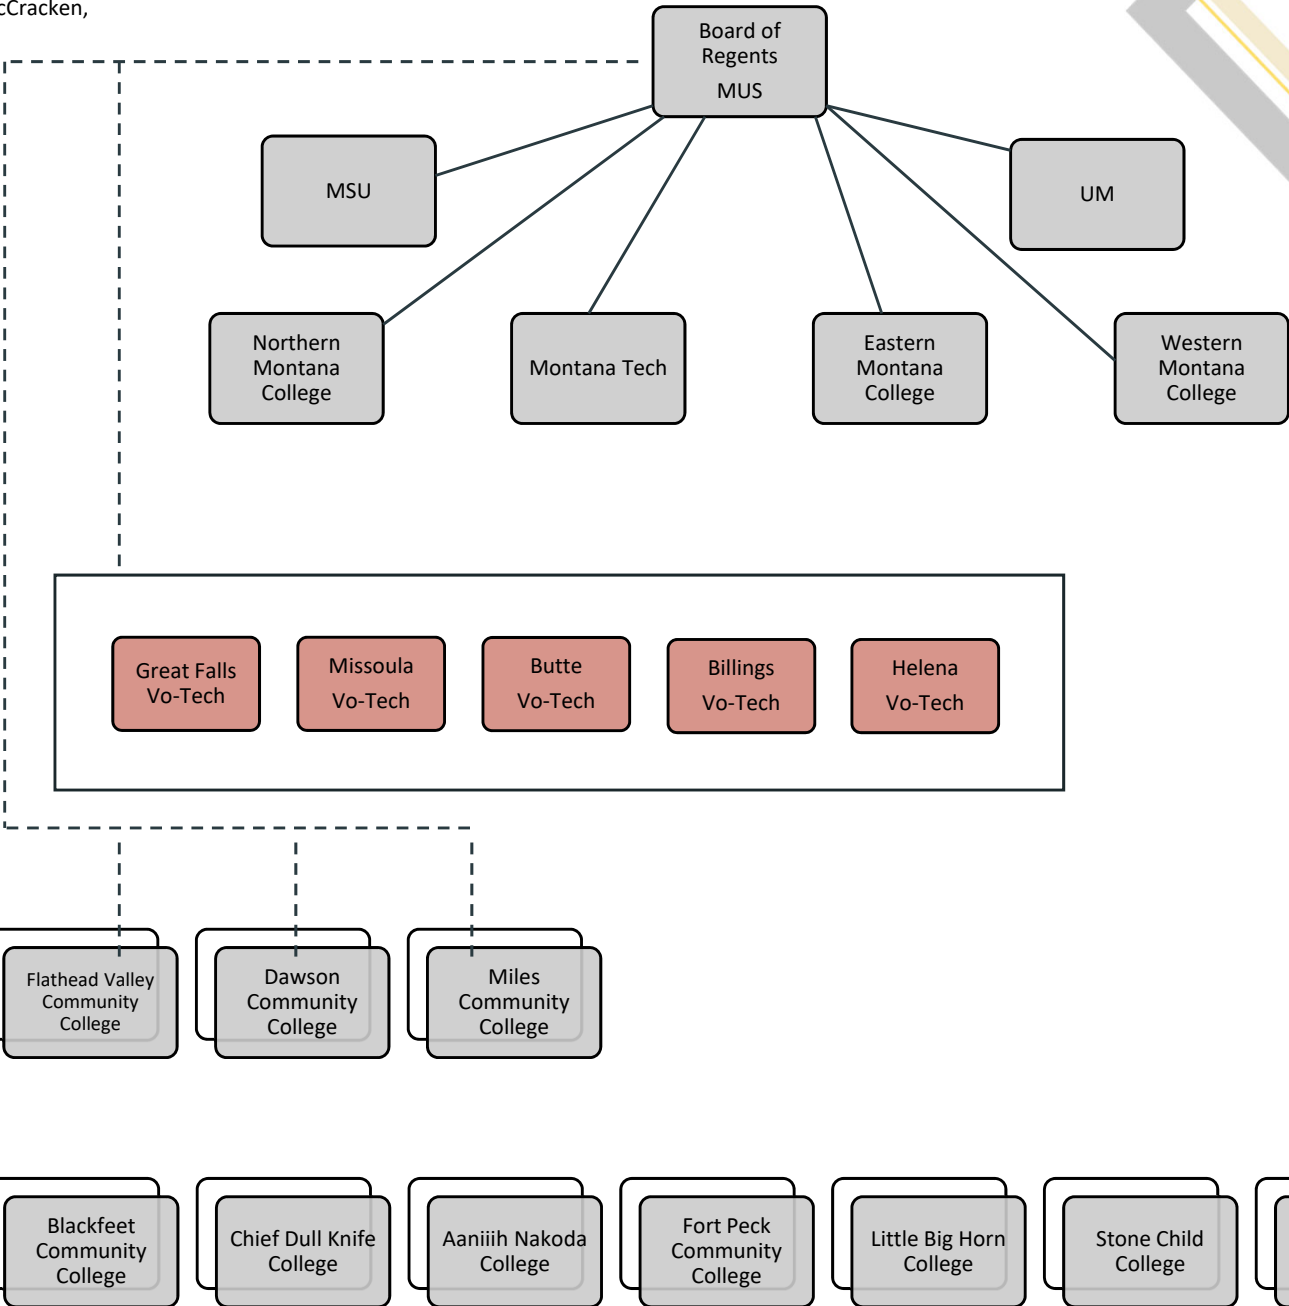 Board of
Regents
MUS
MSU
UM
Northern
Montana
College
Montana Tech
Eastern
Montana
College
Western
Montana
College
Great Falls
Vo-Tech
Missoula
Vo-Tech
Butte
Vo-Tech
Billings
Vo-Tech
Helena
Vo-Tech
Flathead Valley
Community
College
Dawson
Community
College
Miles
Community
College
Blackfeet
Community
College
Chief Dull Knife
College
Aaniiih Nakoda
College
Fort Peck
Community
College
Little Big Horn
College
Stone Child
College